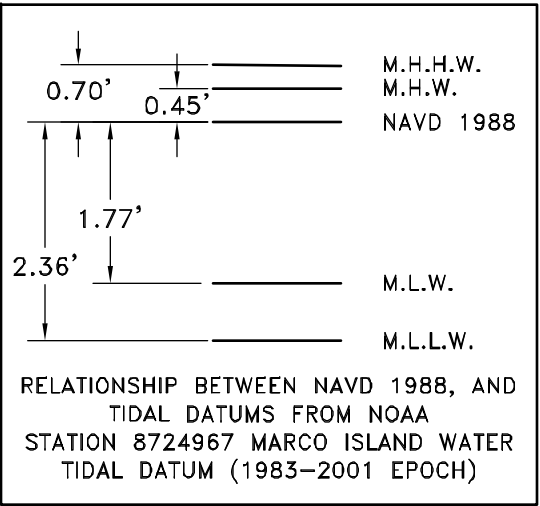 M.H.H.W.
0.70’
M.H.W.
0.45’
NAVD 1988
1.77’
2.36’
M.L.W.
M.L.L.W.
RELATIONSHIP BETWEEN NAVD 1988, AND
TIDAL DATUMS FROM NOAA
STATION 8724967 MARCO ISLAND WATER
TIDAL DATUM (1983–2001 EPOCH)